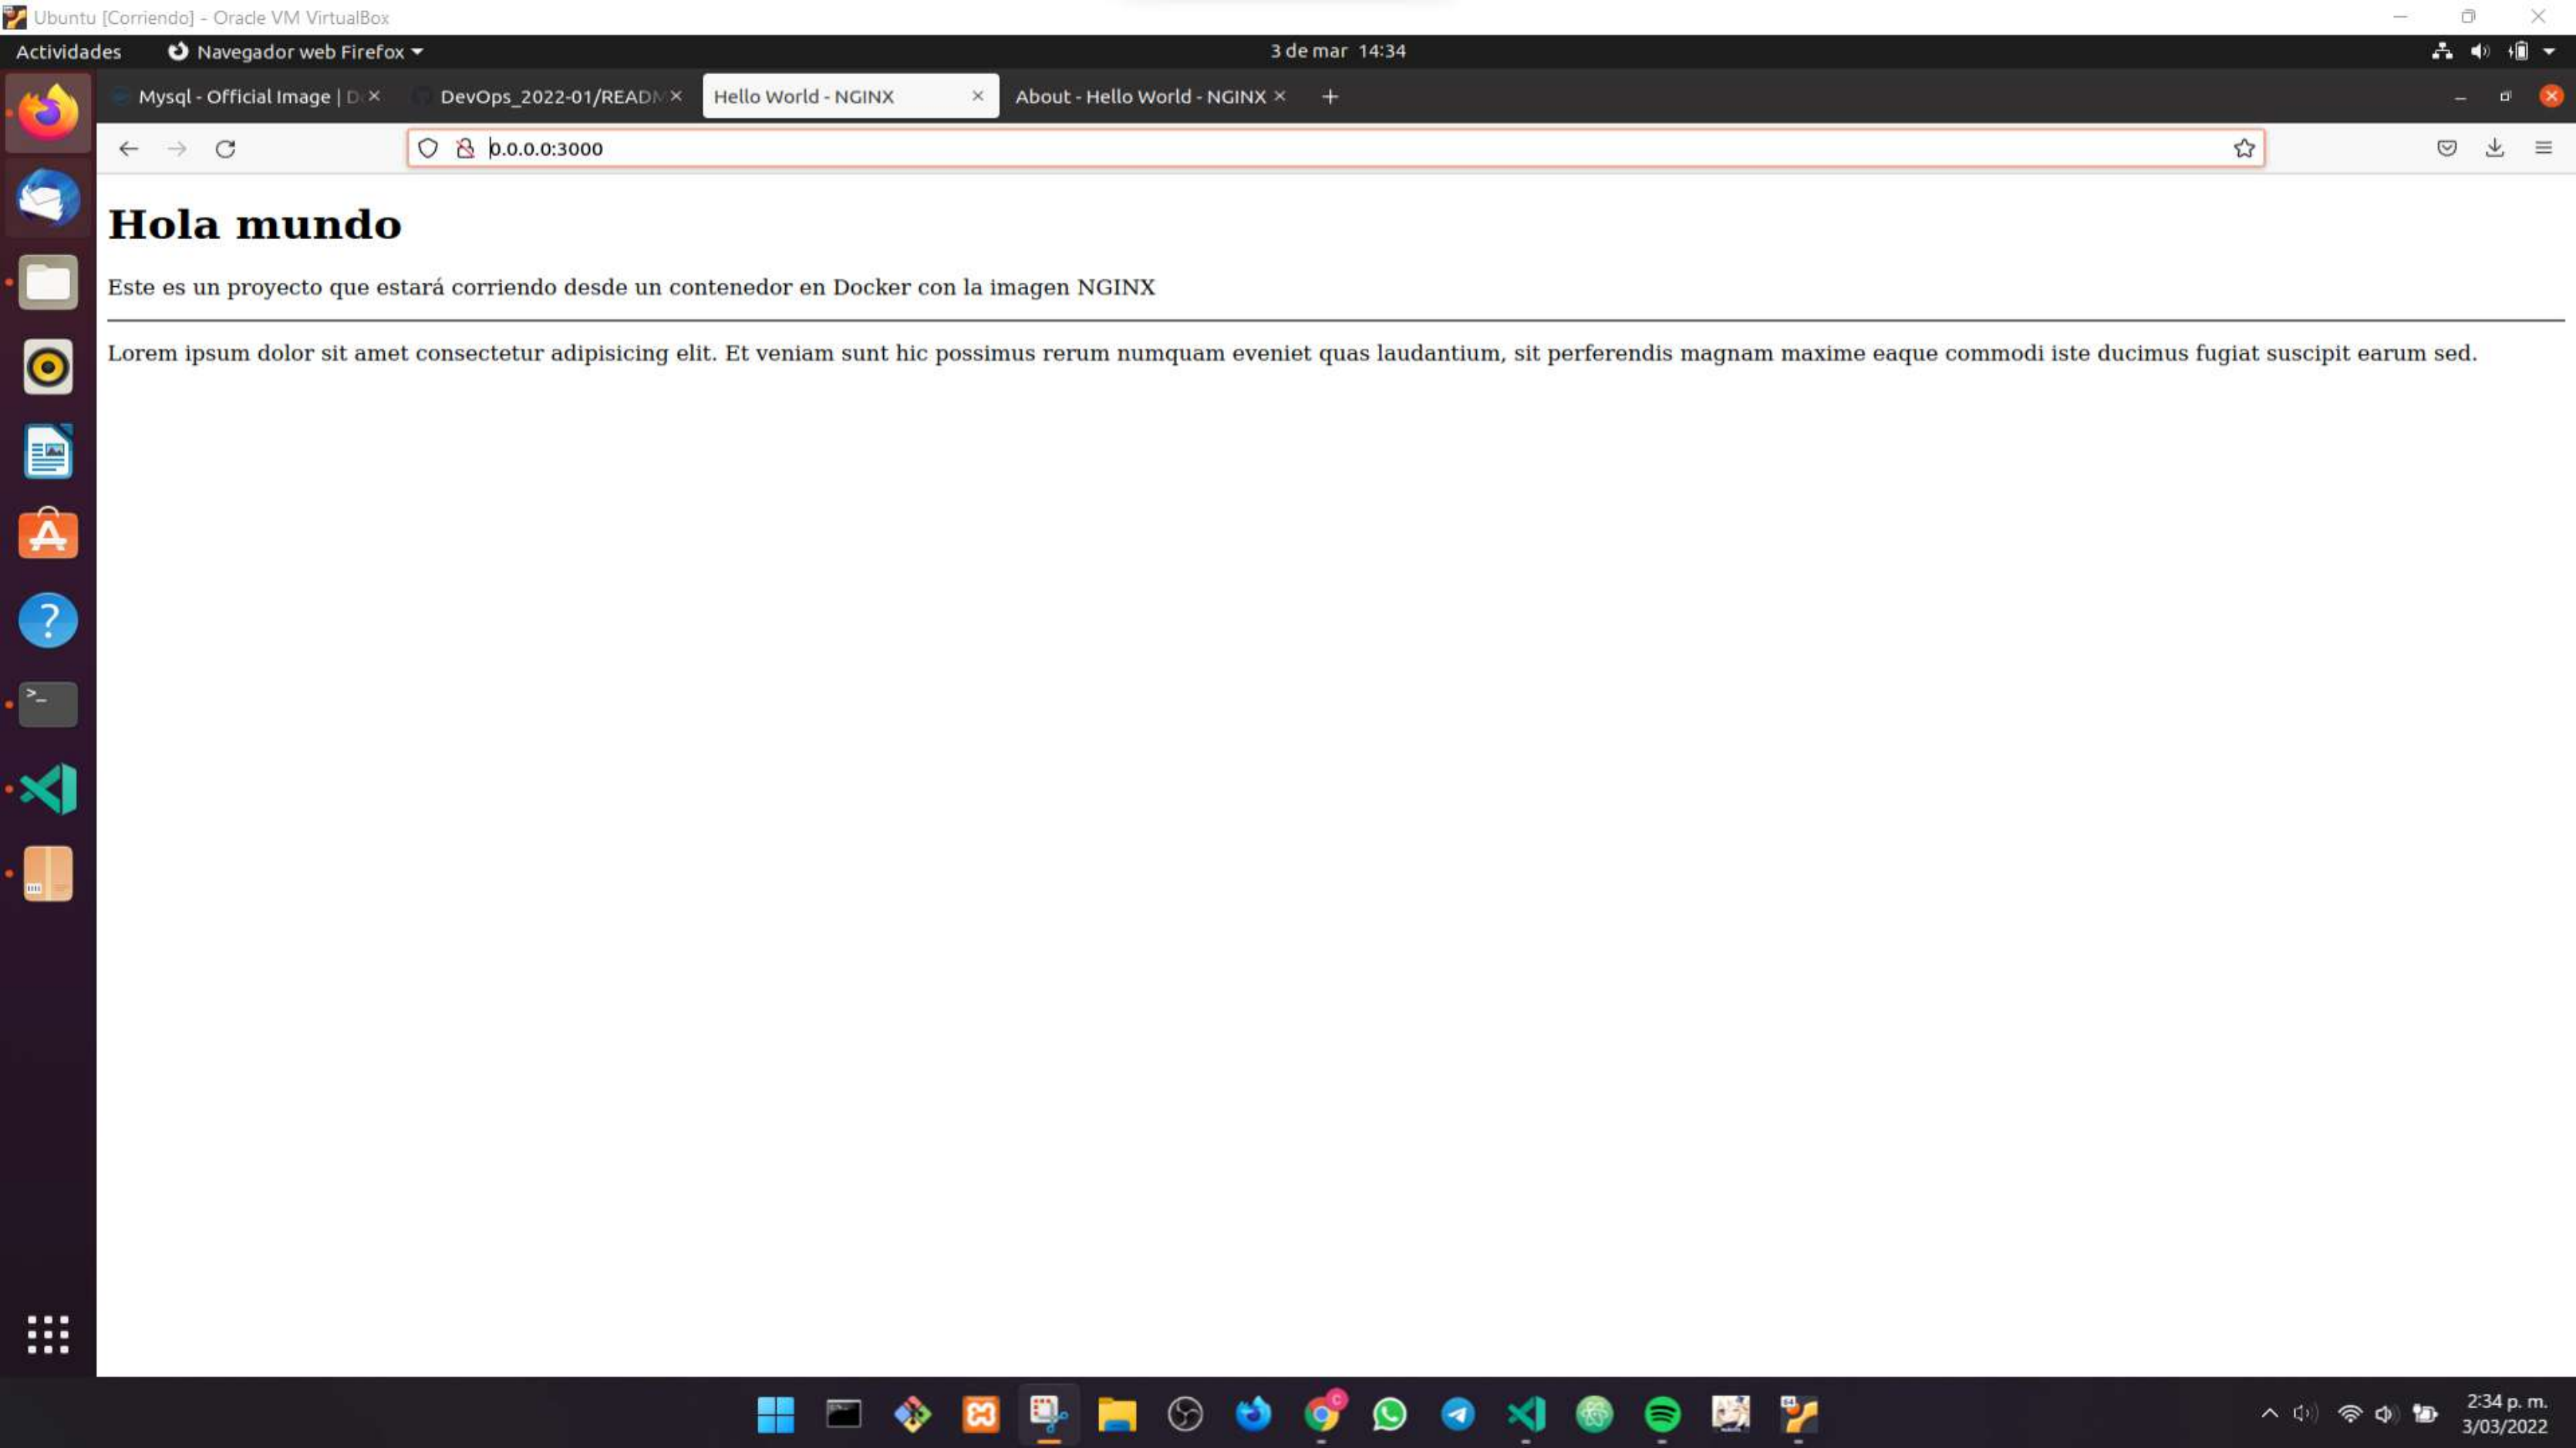 Ubuntu [Corriendo] - Oracle VM VirtualBox
Actividades Navegador web Firefox 3 de mar 14:34
Mysql - Official Image | D DevOps_2022-01/READM Hello World - NGINX About - Hello World - NGINX
0.0.0.0:3000
Hola mundo
Este es un proyecto que estará corriendo desde un contenedor en Docker con la imagen NGINX
Lorem ipsum dolor sit amet consectetur adipisicing elit. Et veniam sunt hic possimus rerum numquam eveniet quas laudantium, sit perferendis magnam maxime eaque commodi iste ducimus fugiat suscipit earum sed.
2:34 p. m.
3/03/2022